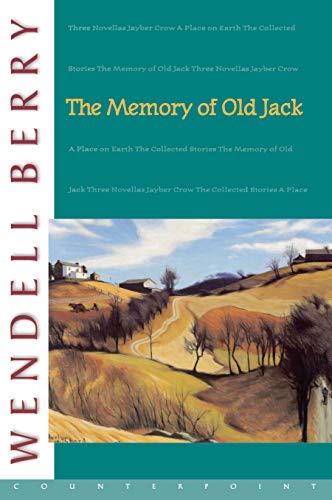 Three Novellas Jayber Crow A Place on Earth The Collected
Stories The Memory of Old Jack Three Novellas Jayber Crow
The Memory of Old Jack
A Place on Earth The Collected Stories The Memory of Old
Jack Three Novellas Jayber Crow The Collected Stories A Place
WENDELL BERRY
COUNTERPOINT